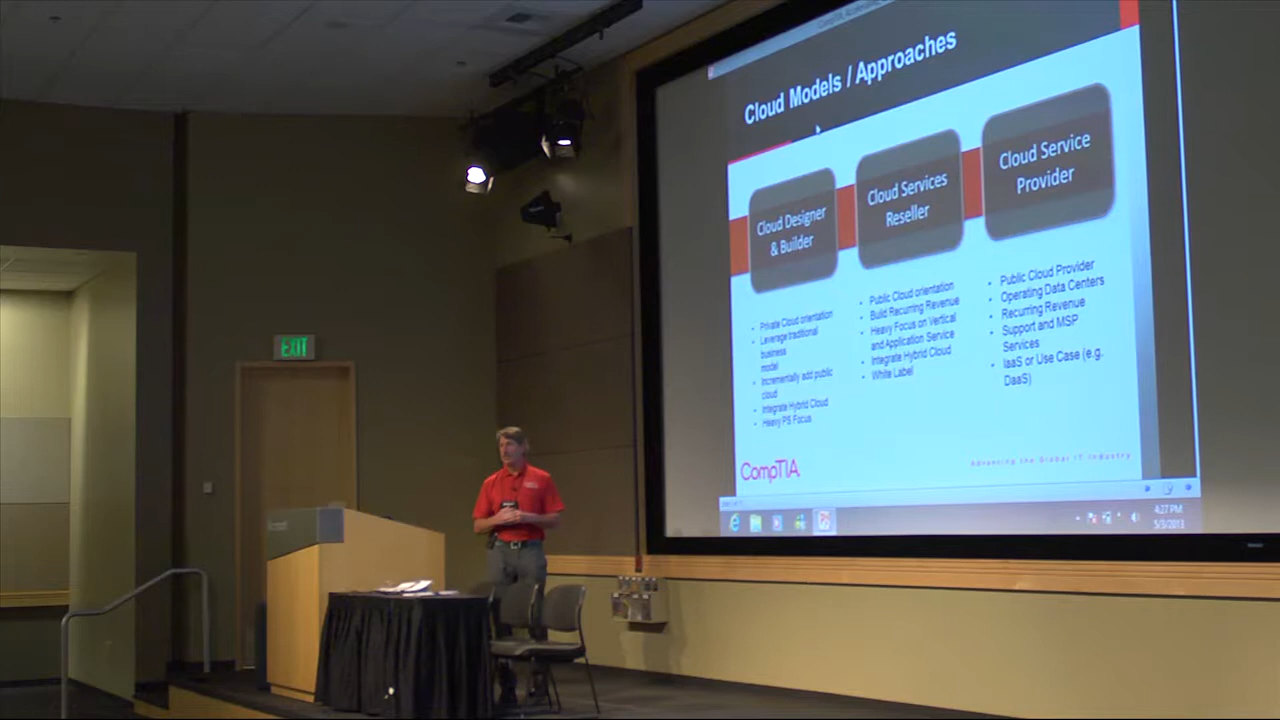 Cloud Models / Approaches
Cloud Designer
& Builder
Private Cloud orientation
Leverage traditional
business
model
Incrementally add public
cloud
Integrate Hybrid Cloud
Heavy PS Focus
Cloud Services
Reseller
Public Cloud orientation
Build Recurring Revenue
Heavy Focus on Vertical
and Application Service
Integrate Hybrid Cloud
White Label
Cloud Service
Provider
Public Cloud Provider
Operating Data Centers
Recurring Revenue
Support and MSP
Services
IaaS or Use Case (e.g.
DaaS)
CompTIA
Advancing the Global IT Industry
4:27 PM
5/3/2013
EXIT